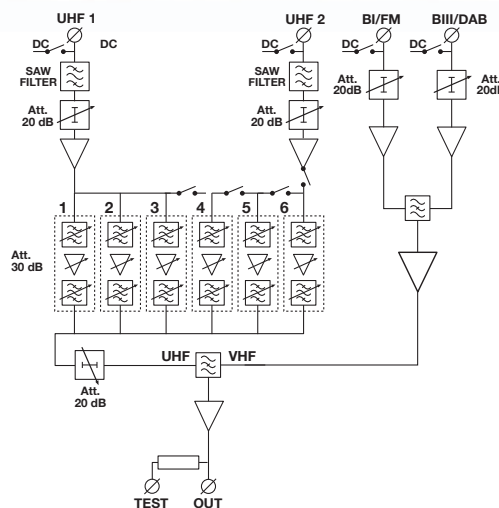 UHF 1
UHF 2
BI/FM
BIII/DAB
DC
DC
DC
DC
DC
SAW
FILTER
SAW
FILTER
Att.
20dB
Att.
20dB
Att.
20 dB
Att.
20 dB
1
2
3
4
5
6
Att.
30 dB
UHF
VHF
Att.
20 dB
TEST
OUT